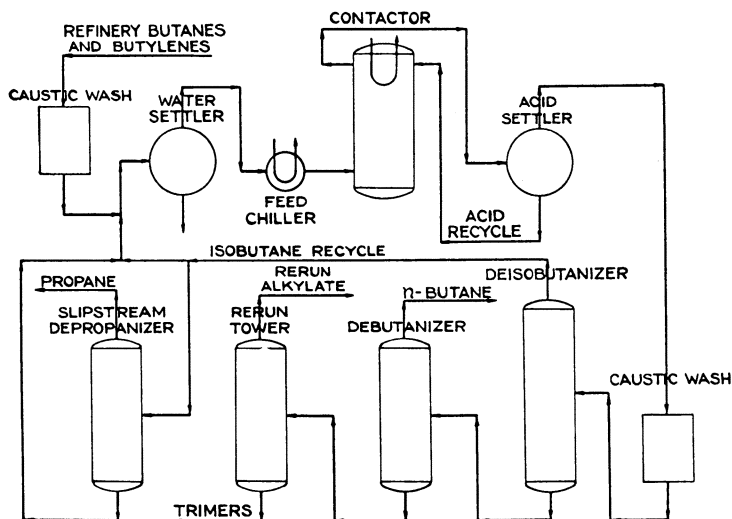 REFINERY BUTANES
AND BUTYLENES
CONTACTOR
CAUSTIC WASH
WATER
SETTLER
ACID
SETTLER
FEED
CHILLER
ACID
RECYCLE
ISOBUTANE RECYCLE
PROPANE
RERUN
ALKYLATE
n-BUTANE
DEISOBUTANIZER
SLIPSTREAM
DEPROPANIZER
RERUN
TOWER
DEBUTANIZER
CAUSTIC WASH
TRIMERS